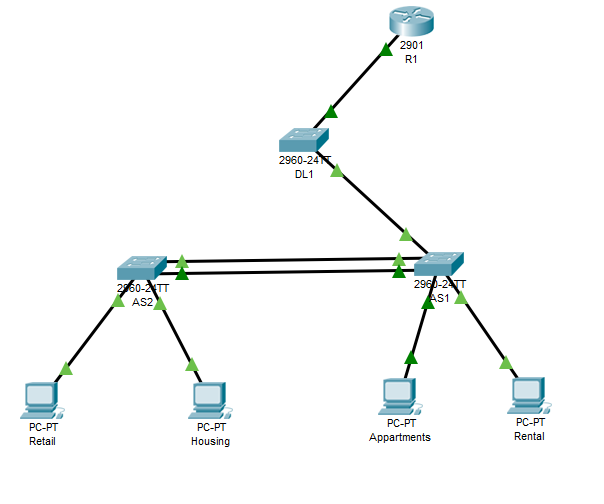 2901
R1
2960-24TT
DL1
2960-24TT
AS2
2960-24TT
AS1
PC-PT
Retail
PC-PT
Housing
PC-PT
Appartments
PC-PT
Rental